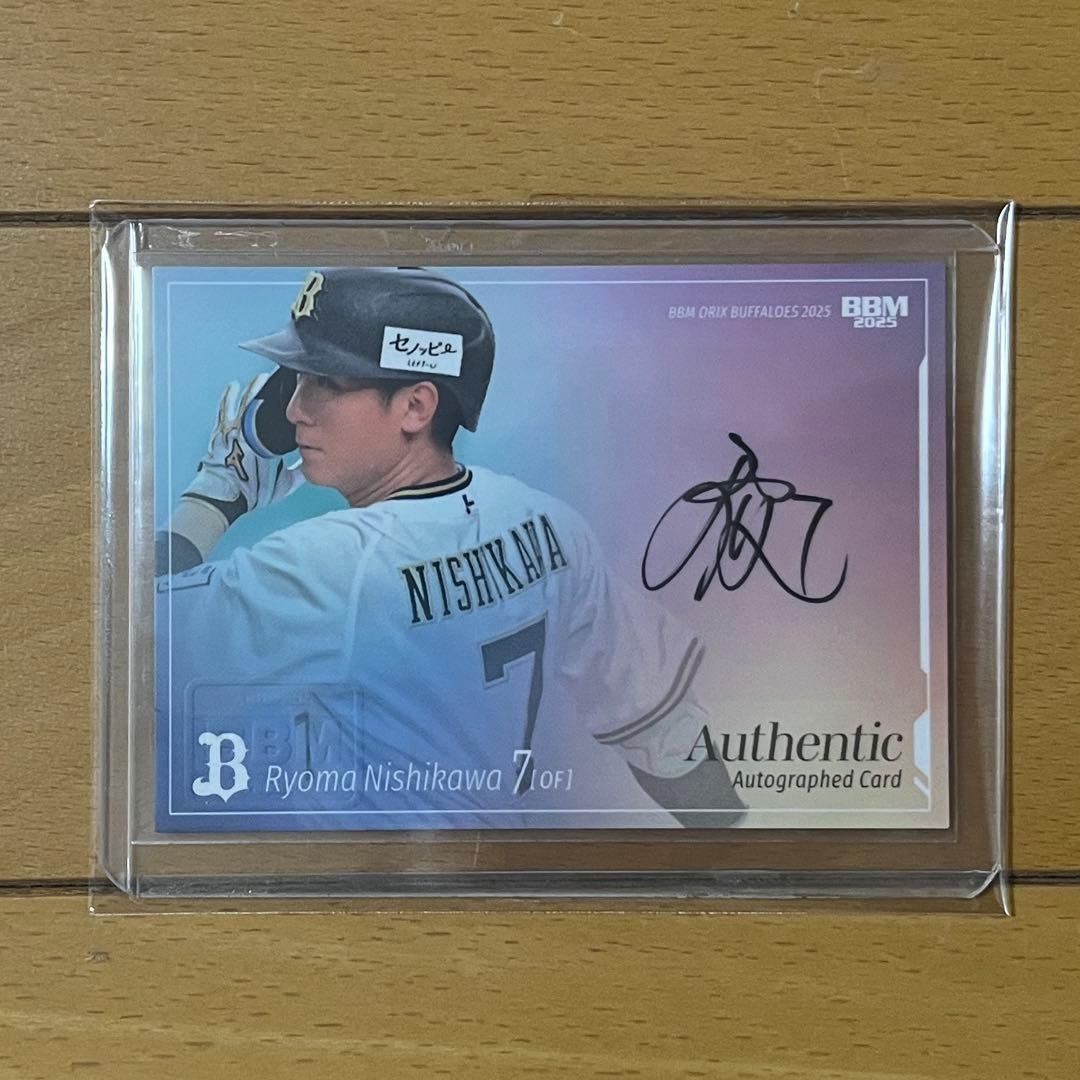 B
セノッピー
BBM ORIX BUFFALOES 2025
BBM
2025
NISHIKAWA
7
BBM
B
Ryoma Nishikawa 7 [OF]
Authentic
Autographed Card